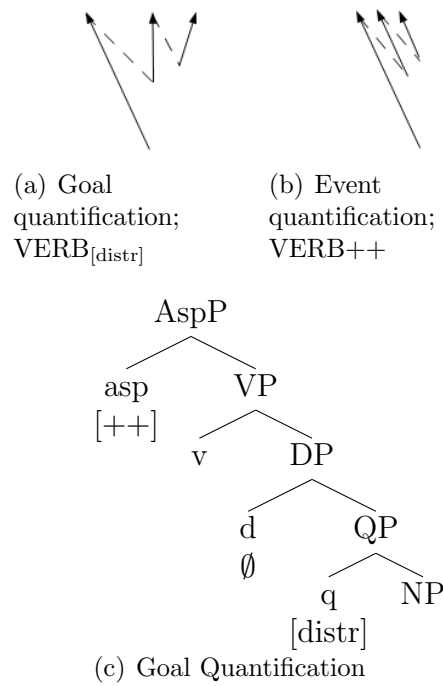 (a) Goal
quantification;
VERB[distr]
(b) Event
quantification;
VERB++
AspP
asp VP
[++]
v DP
d QP
∅
q NP
[distr]
(c) Goal Quantification